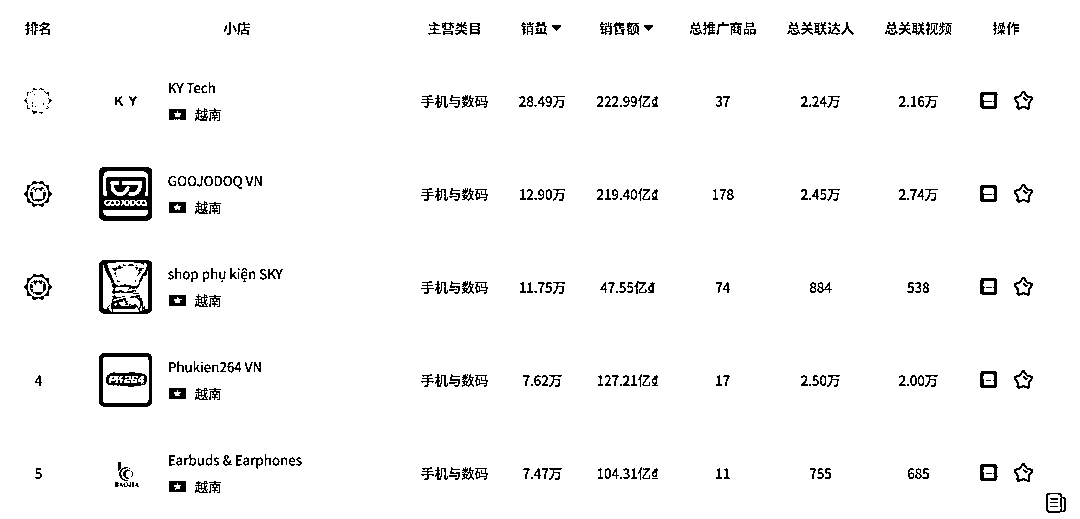 排名 小店 主营类目 销量 销售额 总推广商品 总关联达人 总关联视频 操作
KY KY Tech
越南
手机与数码 28.49万 222.99亿₫ 37 2.24万 2.16万
GOOJODOQ GOOJODOQ VN
越南
手机与数码 12.90万 219.40亿₫ 178 2.45万 2.74万
shop phụ kiện SKY
越南
手机与数码 11.75万 47.55亿₫ 74 884 538
4 PK264 Phukien264 VN
越南
手机与数码 7.62万 127.21亿₫ 17 2.50万 2.00万
5 Earbuds & Earphones
越南
手机与数码 7.47万 104.31亿₫ 11 755 685